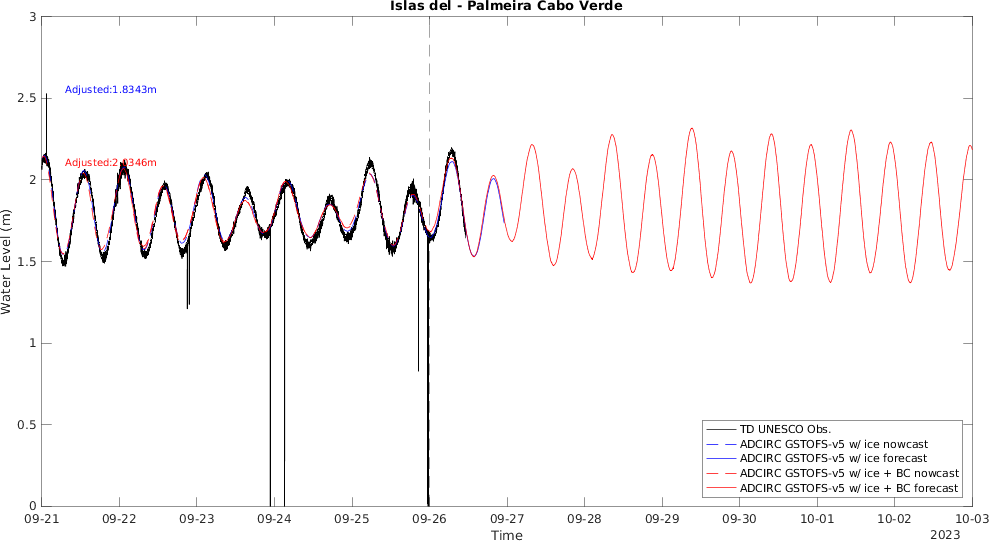 Islas del - Palmeira Cabo Verde
3
2.5
2
1.5
1
0.5
0
Water Level (m)
Adjusted:1.8343m
Adjusted:2.0346m
TD UNESCO Obs.
ADCIRC GSTOFS-v5 w/ ice nowcast
ADCIRC GSTOFS-v5 w/ ice forecast
ADCIRC GSTOFS-v5 w/ ice + BC nowcast
ADCIRC GSTOFS-v5 w/ ice + BC forecast
09-21 09-22 09-23 09-24 09-25 09-26 09-27 09-28 09-29 09-30 10-01 10-02 10-03
Time
2023